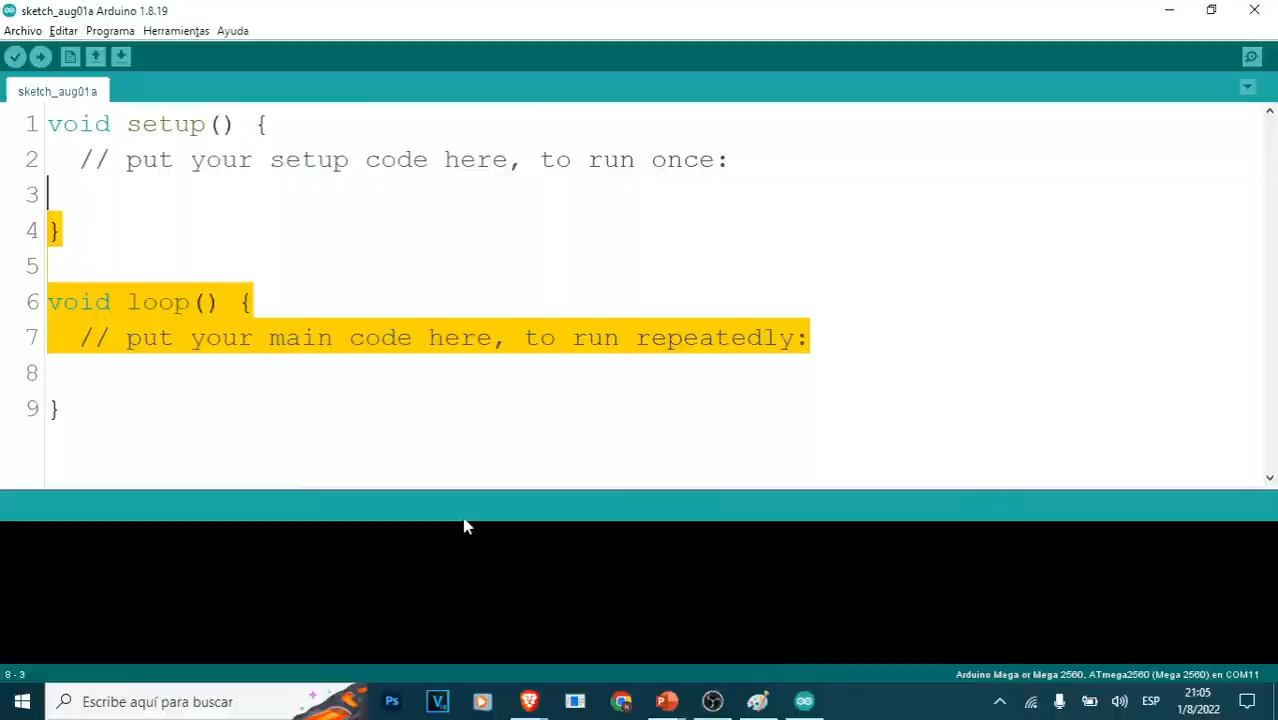 sketch_aug01a Arduino 1.8.19
Archivo Editar Programa Herramientas Ayuda
sketch_aug01a
1 void setup() {
2 // put your setup code here, to run once:
3
4 }
5
6 void loop() {
7 // put your main code here, to run repeatedly:
8
9 }
8 - 3
Arduino Mega or Mega 2560, ATmega2560 (Mega 2560) en COM11
Escribe aquí para buscar
Ps
V
ESP
21:05
1/8/2022